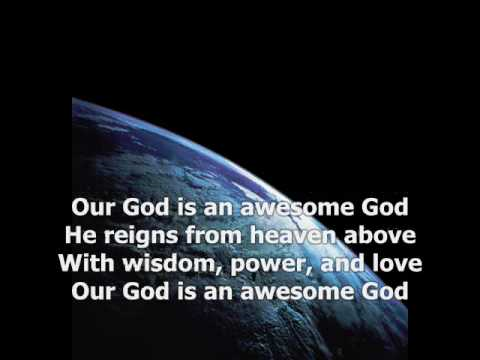 Our God is an awesome God
He reigns from heaven above
With wisdom, power, and love
Our God is an awesome God